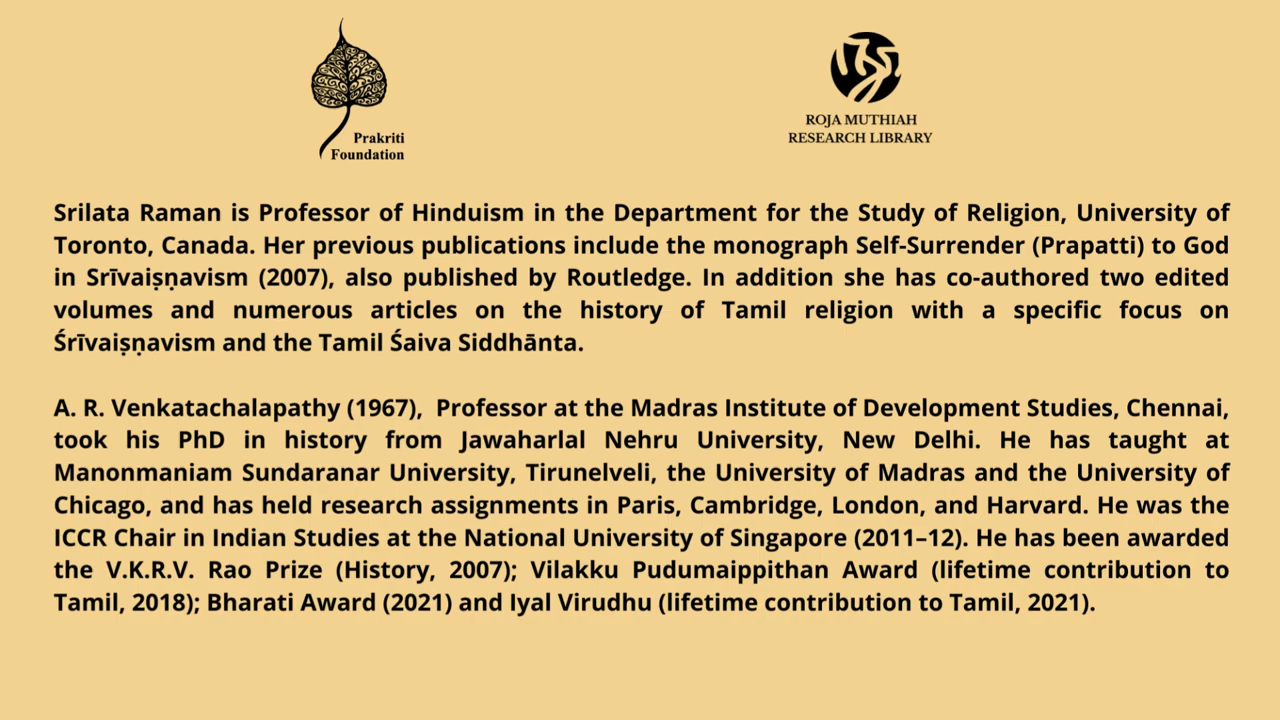 Prakriti
Foundation
ROJA MUTHIAH
RESEARCH LIBRARY
Srilata Raman is Professor of Hinduism in the Department for the Study of Religion, University of
Toronto, Canada. Her previous publications include the monograph Self-Surrender (Prapatti) to God
in Srīvaiṣṇavism (2007), also published by Routledge. In addition she has co-authored two edited
volumes and numerous articles on the history of Tamil religion with a specific focus on
Śrīvaiṣṇavism and the Tamil Śaiva Siddhānta.
A. R. Venkatachalapathy (1967),  Professor at the Madras Institute of Development Studies, Chennai,
took his PhD in history from Jawaharlal Nehru University, New Delhi. He has taught at
Manonmaniam Sundaranar University, Tirunelveli, the University of Madras and the University of
Chicago, and has held research assignments in Paris, Cambridge, London, and Harvard. He was the
ICCR Chair in Indian Studies at the National University of Singapore (2011–12). He has been awarded
the V.K.R.V. Rao Prize (History, 2007); Vilakku Pudumaippithan Award (lifetime contribution to
Tamil, 2018); Bharati Award (2021) and Iyal Virudhu (lifetime contribution to Tamil, 2021).